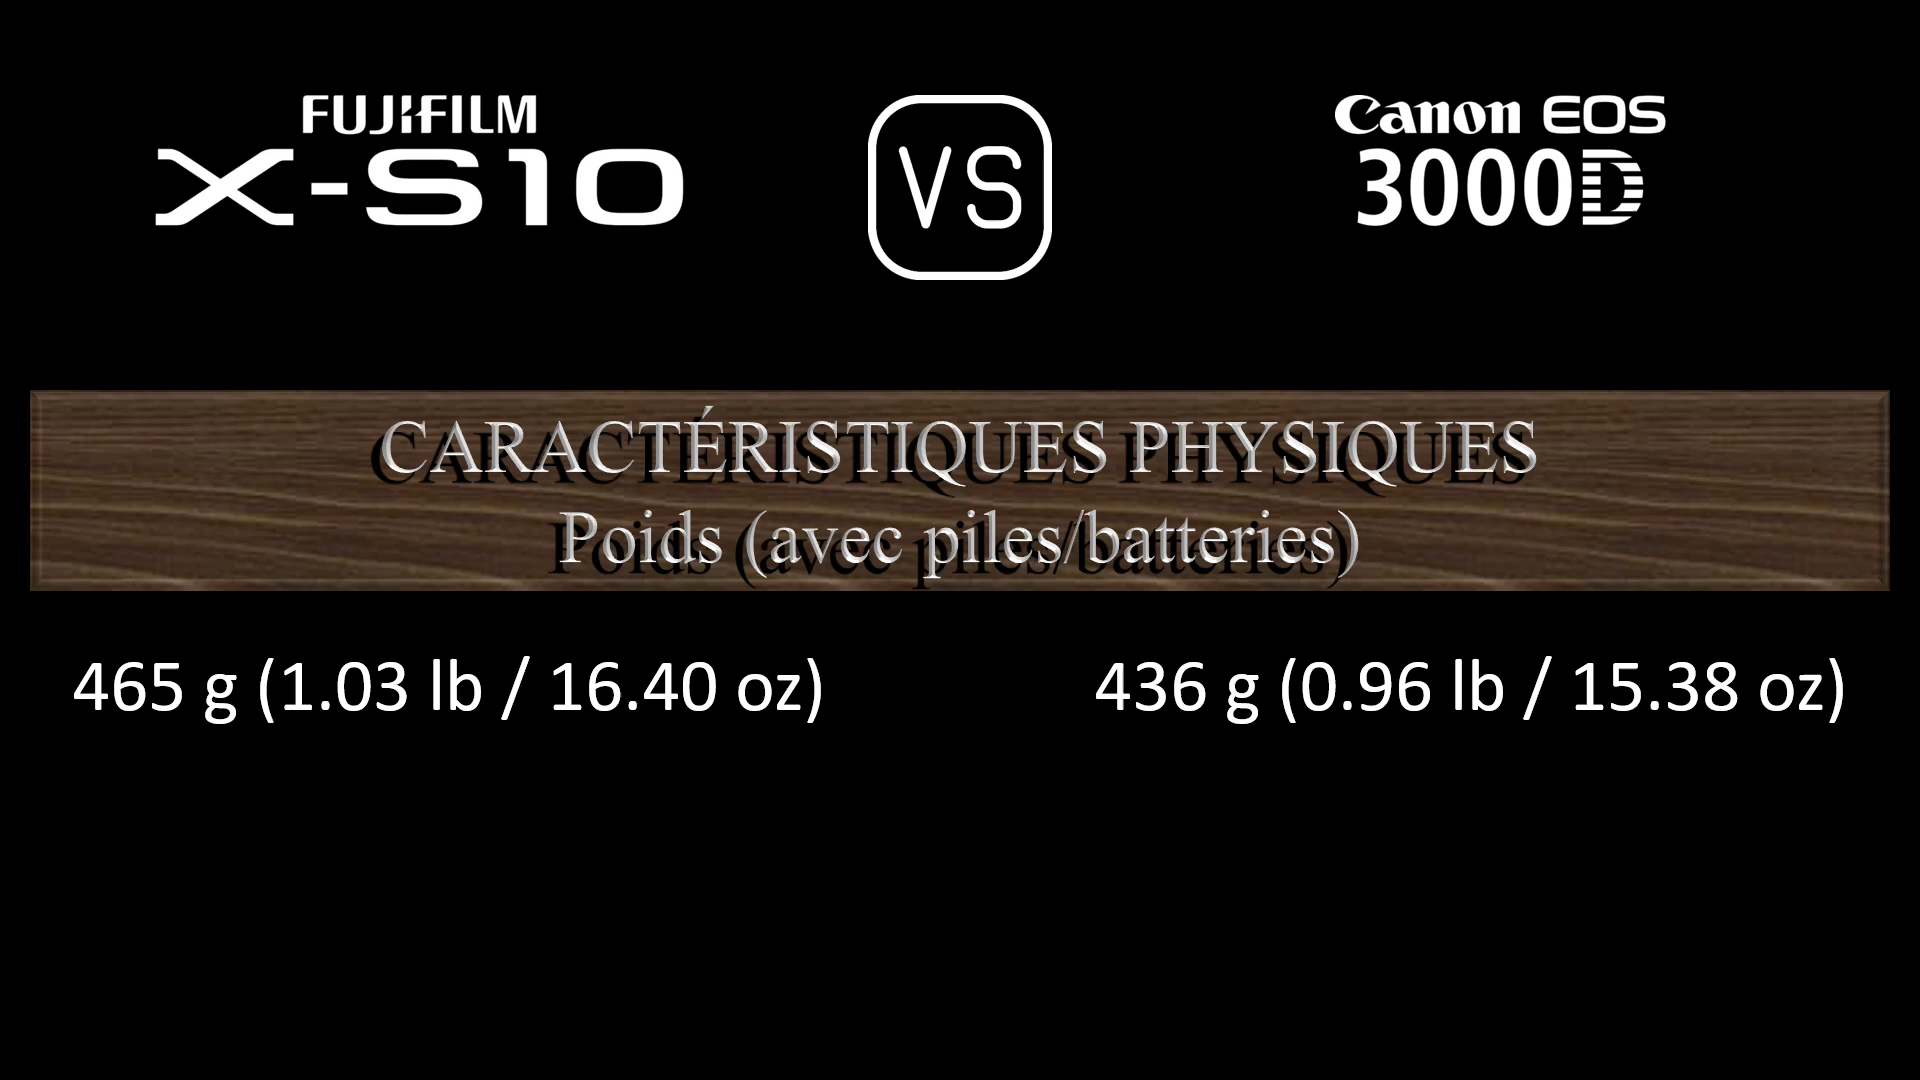 FUJIFILM
X-S10
VS
Canon EOS
3000D
CARACTÉRISTIQUES PHYSIQUES
Poids (avec piles/batteries)
465 g (1.03 lb / 16.40 oz)
436 g (0.96 lb / 15.38 oz)